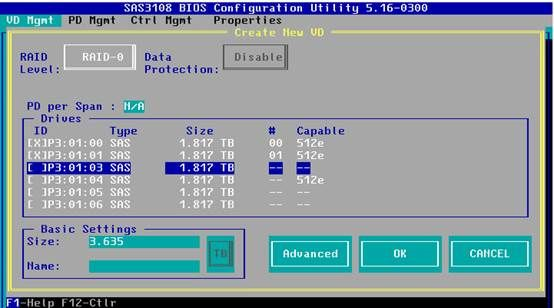 SAS3108 BIOS Configuration Utility 5.16-0300
VD Mgmt PD Mgmt Ctrl Mgmt Properties
Create New VD
RAID Level: RAID-0 Data Protection: Disable
PD per Span : N/A
Drives
ID Type Size # Capable
[X]P3:01:00 SAS 1.817 TB 00 512e
[X]P3:01:01 SAS 1.817 TB 01 512e
[ ]P3:01:03 SAS 1.817 TB -- --
[ ]P3:01:04 SAS 1.817 TB -- 512e
[ ]P3:01:05 SAS 1.817 TB -- --
[ ]P3:01:06 SAS 1.817 TB -- --
Basic Settings
Size: 3.635 TB
Advanced OK CANCEL
Name:
F1-Help F12-Ctlr